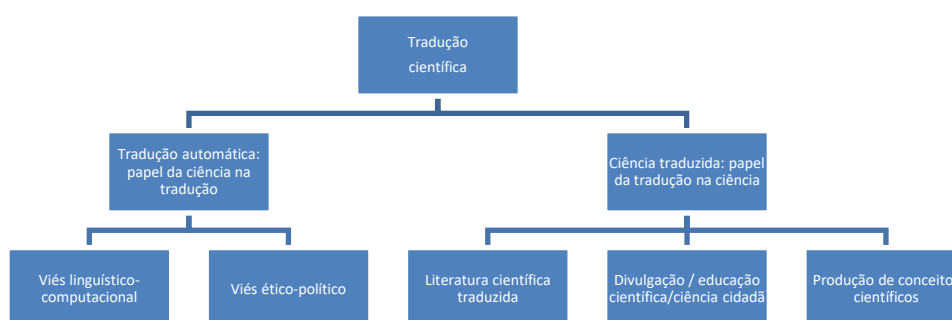 Tradução
científica
Tradução automática:
papel da ciência na
tradução
Ciência traduzida: papel
da tradução na ciência
Viés linguístico-
computacional
Viés ético-político
Literatura científica
traduzida
Divulgação / educação
científica/ciência cidadã
Produção de conceito
científicos